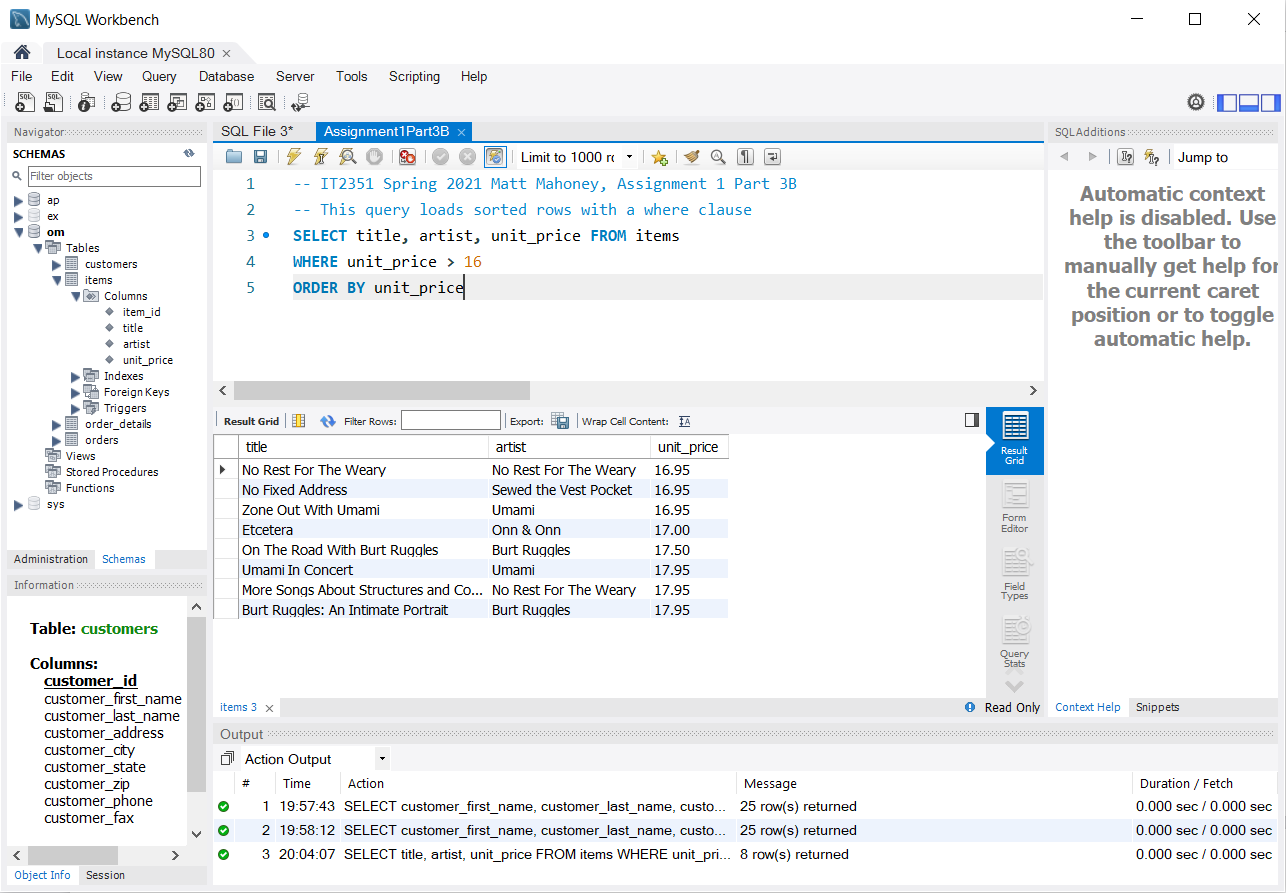 MySQL Workbench
Local instance MySQL80 ×
File Edit View Query Database Server Tools Scripting Help
Navigator
SCHEMAS
Filter objects
ap
ex
om
Tables
customers
items
Columns
item_id
title
artist
unit_price
Indexes
Foreign Keys
Triggers
order_details
orders
Views
Stored Procedures
Functions
sys
Administration Schemas
Information
Table: customers
Columns:
customer_id
customer_first_name
customer_last_name
customer_address
customer_city
customer_state
customer_zip
customer_phone
customer_fax
Object Info Session
SQL File 3* Assignment1Part3B ×
Limit to 1000 rc
1 -- IT2351 Spring 2021 Matt Mahoney, Assignment 1 Part 3B
2 -- This query loads sorted rows with a where clause
3 SELECT title, artist, unit_price FROM items
4 WHERE unit_price > 16
5 ORDER BY unit_price
Result Grid Filter Rows: Export: Wrap Cell Content:
title artist unit_price
No Rest For The Weary No Rest For The Weary 16.95
No Fixed Address Sewed the Vest Pocket 16.95
Zone Out With Umami Umami 16.95
Etcetera Onn & Onn 17.00
On The Road With Burt Ruggles Burt Ruggles 17.50
Umami In Concert Umami 17.95
More Songs About Structures and Co... No Rest For The Weary 17.95
Burt Ruggles: An Intimate Portrait Burt Ruggles 17.95
Result
Grid
Form
Editor
Field
Types
Query
Stats
items 3 ×
Read Only
SQLAdditions
Jump to
Automatic context
help is disabled. Use
the toolbar to
manually get help for
the current caret
position or to toggle
automatic help.
Context Help Snippets
Output
Action Output
# Time Action Message Duration / Fetch
1 19:57:43 SELECT customer_first_name, customer_last_name, custo... 25 row(s) returned 0.000 sec / 0.000 sec
2 19:58:12 SELECT customer_first_name, customer_last_name, custo... 25 row(s) returned 0.000 sec / 0.000 sec
3 20:04:07 SELECT title, artist, unit_price FROM items WHERE unit_pri... 8 row(s) returned 0.000 sec / 0.000 sec